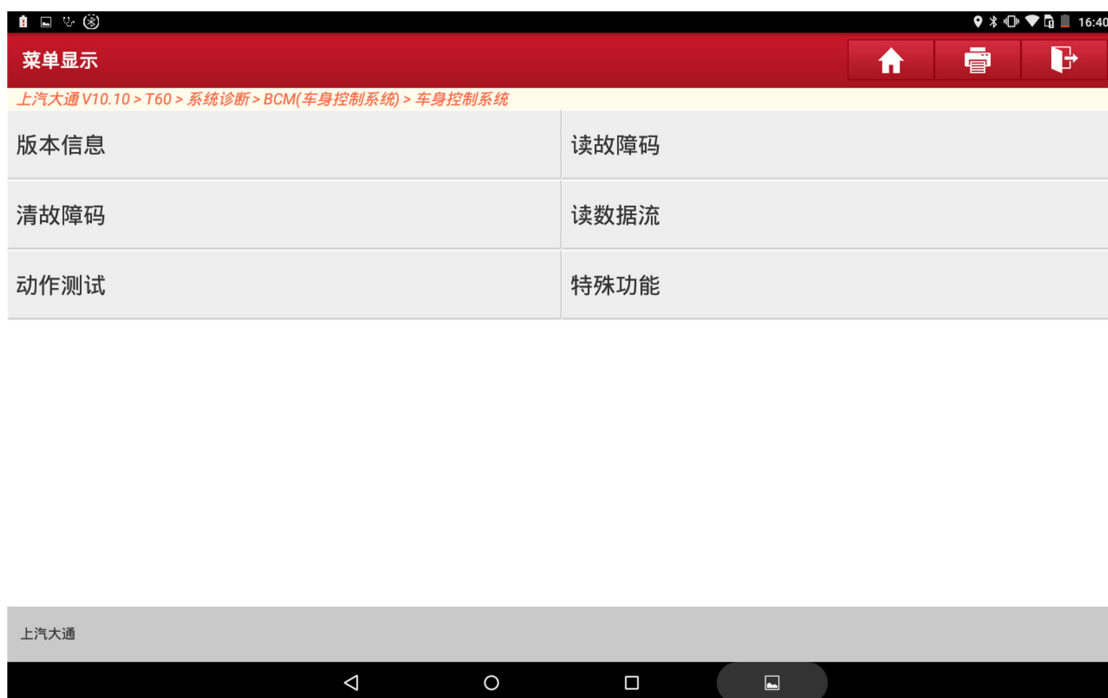 16:40
菜单显示
上汽大通 V10.10 > T60 > 系统诊断 > BCM(车身控制系统) > 车身控制系统
版本信息
读故障码
清故障码
读数据流
动作测试
特殊功能
上汽大通